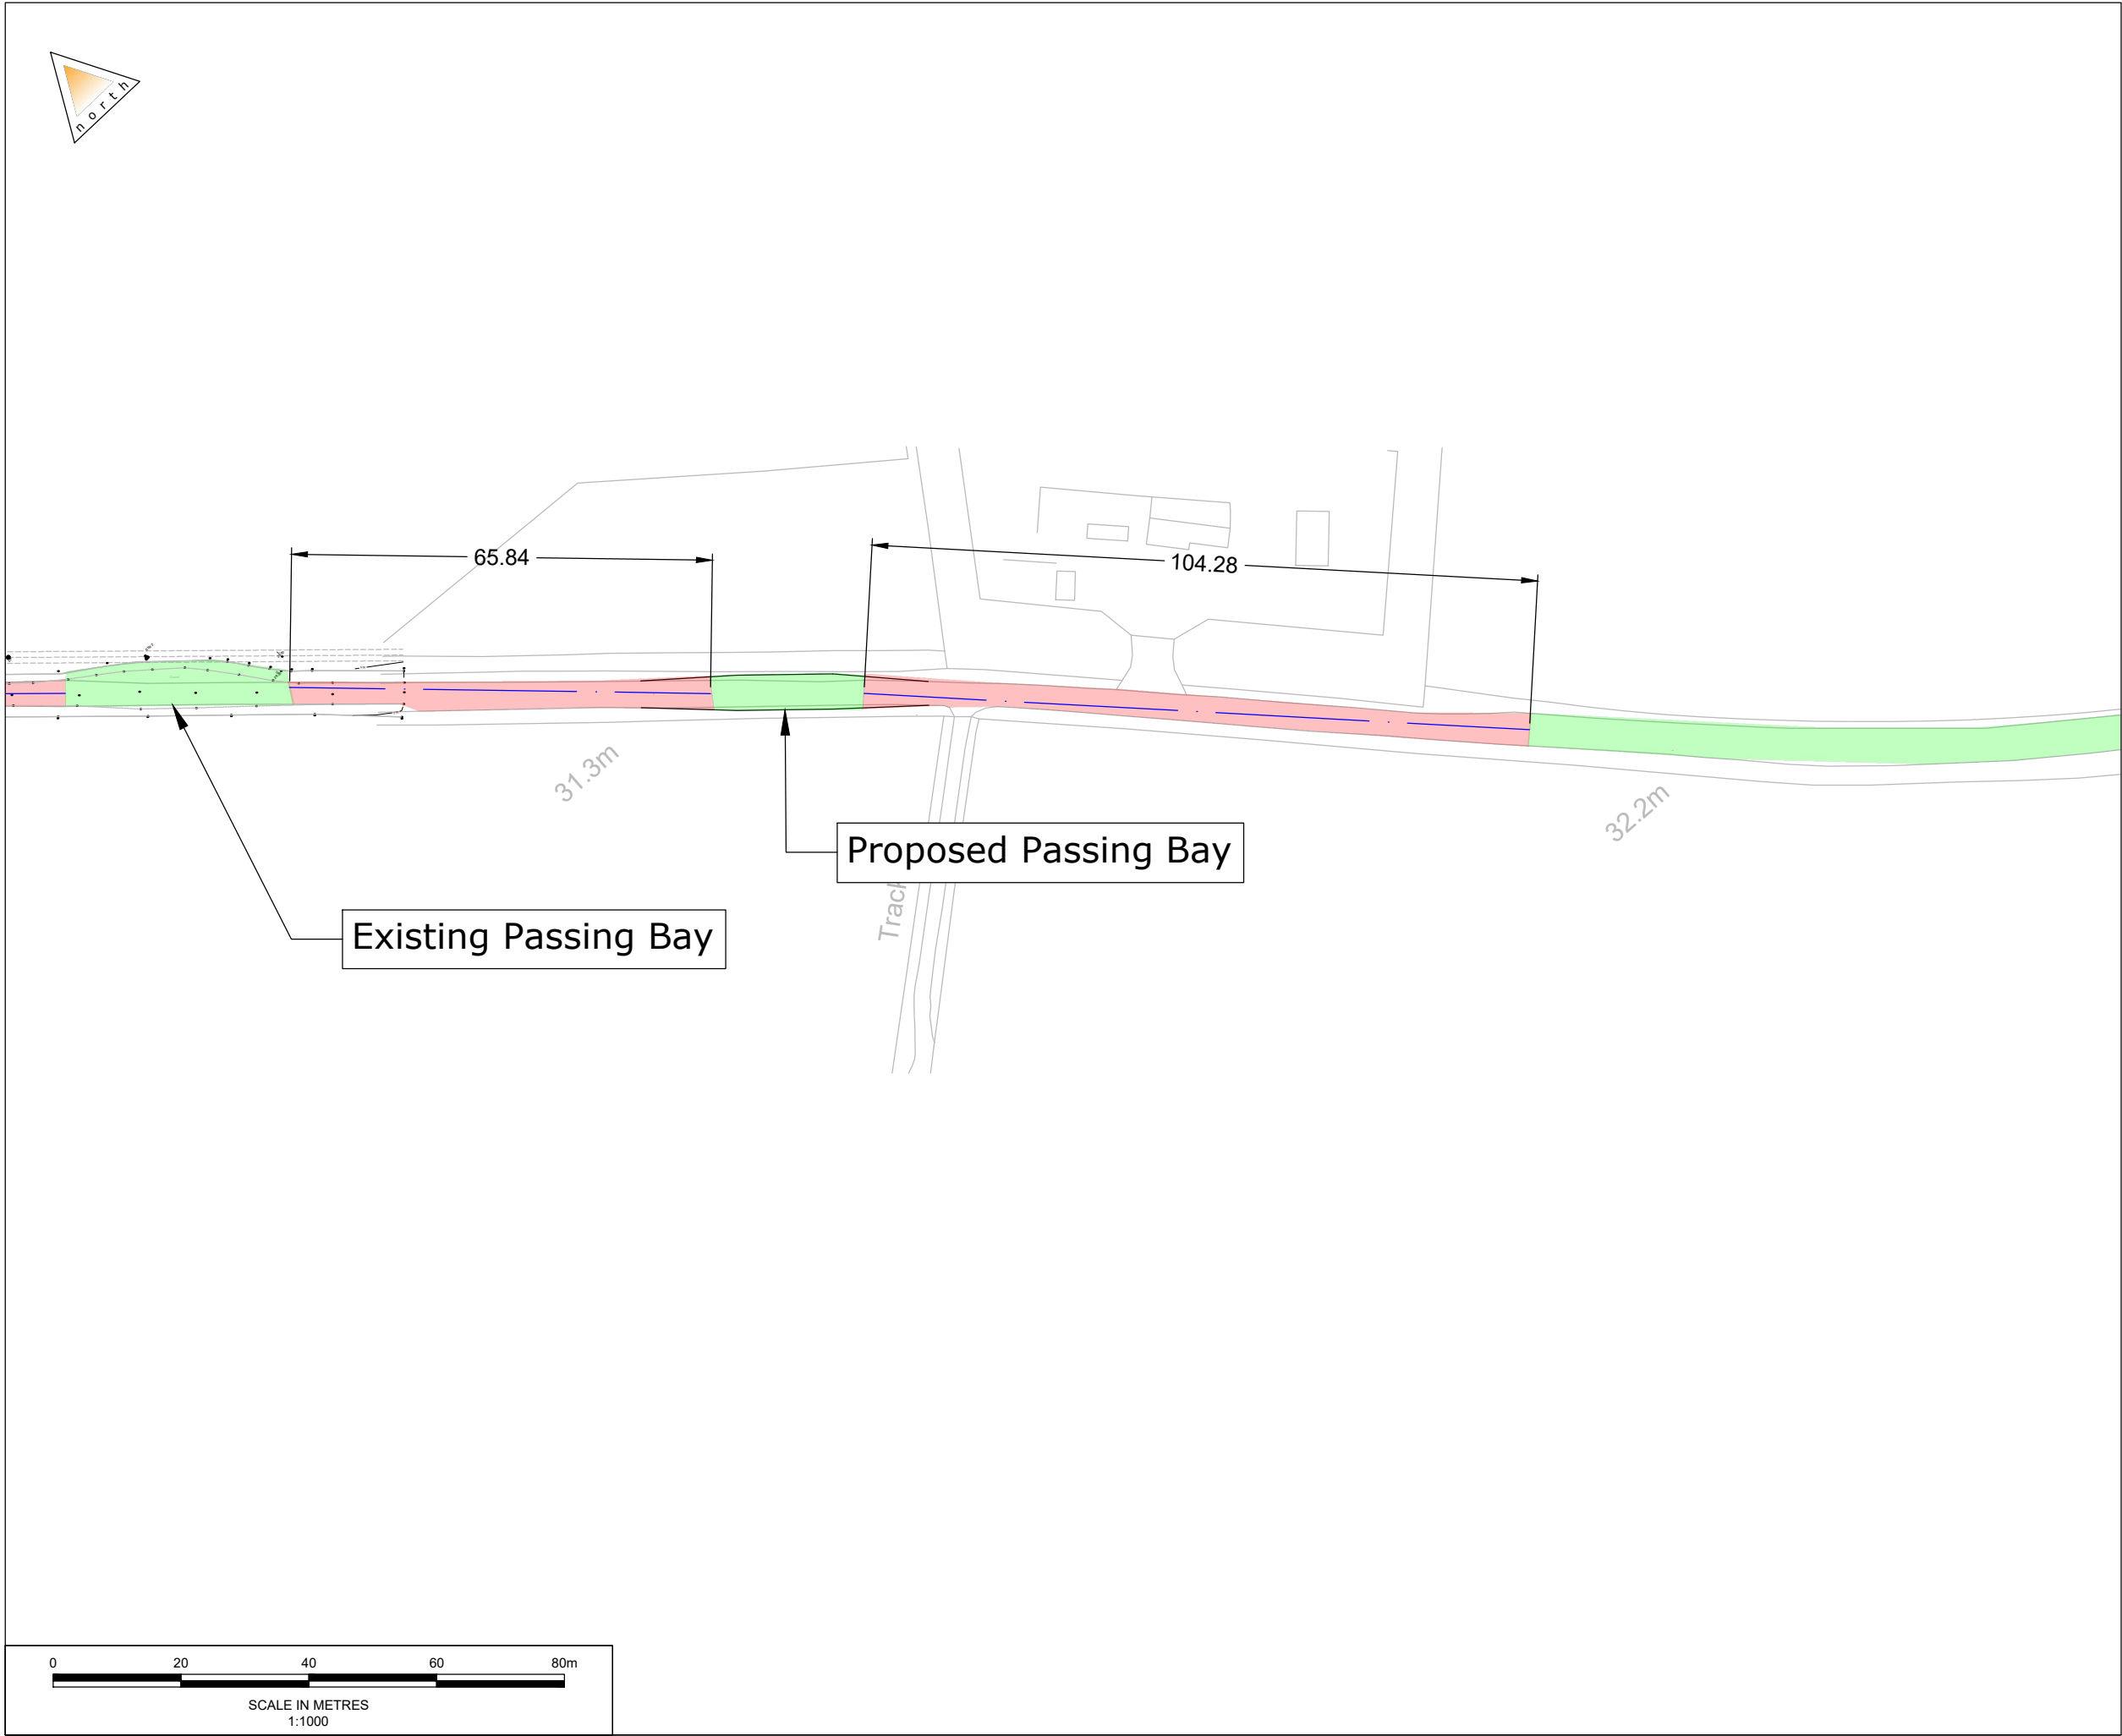 north
65.84
104.28
31.3m
32.2m
Proposed Passing Bay
Existing Passing Bay
0 20 40 60 80m
SCALE IN METRES
1:1000